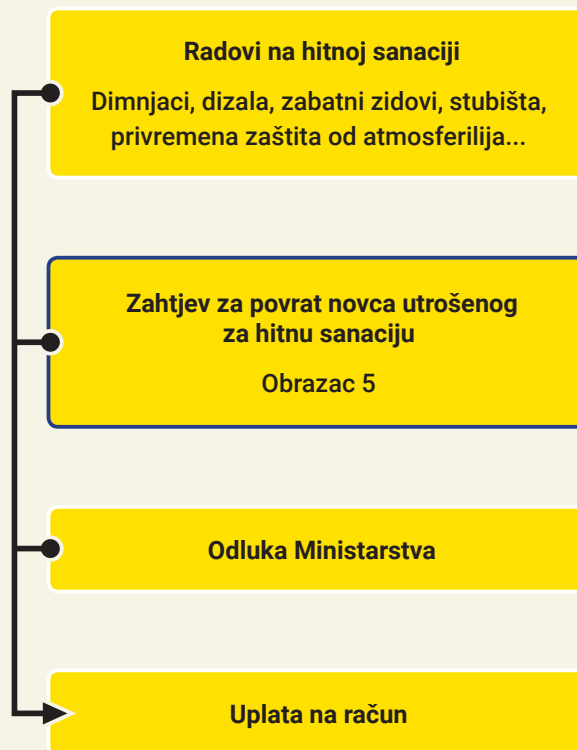 Radovi na hitnoj sanaciji
Dimnjaci, dizala, zabatni zidovi, stubišta,
privremena zaštita od atmosferilija...
Zahtjev za povrat novca utrošenog
za hitnu sanaciju
Obrazac 5
Odluka Ministarstva
Uplata na račun